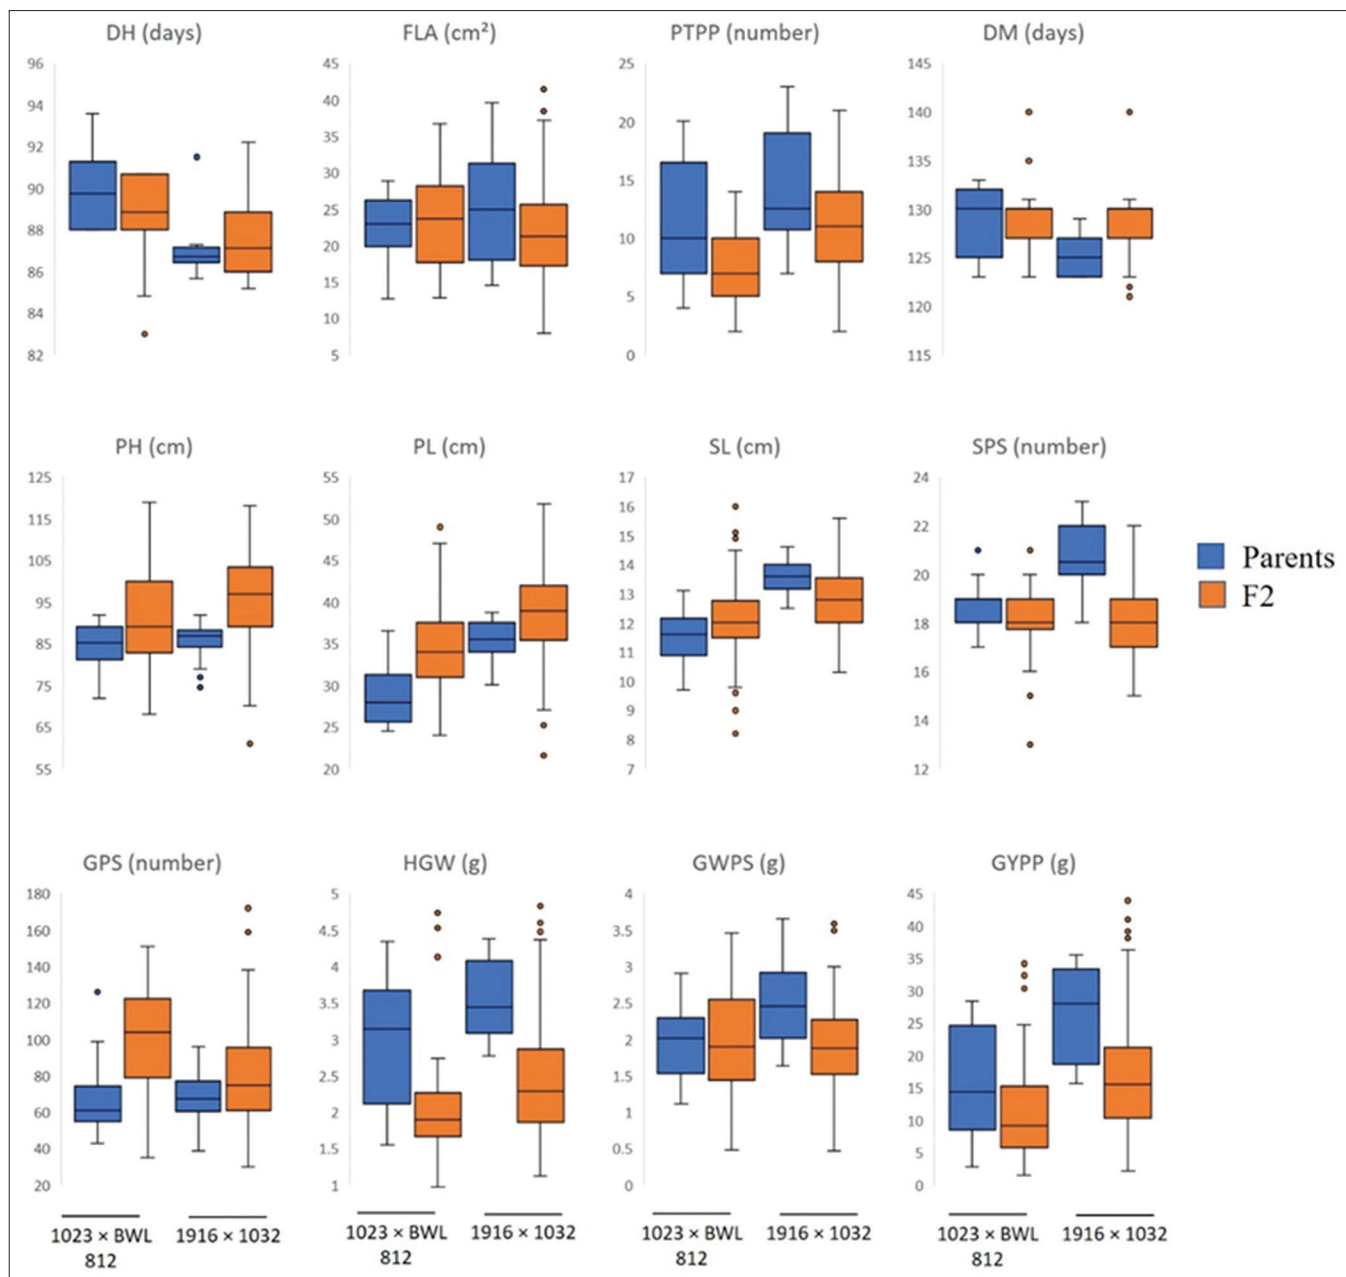 DH (days) FLA (cm²) PTPP (number) DM (days)
96 45 25 145
94 40 20 140
92 35 15 135
90 30 10 130
88 25 5 125
86 20 0 120
84 15 115
82 10
5
PH (cm) PL (cm) SL (cm) SPS (number)
125 55 17 24
115 50 16 22
105 45 15 20
95 40 14 18
85 35 13 16
75 30 12 14
65 25 11 12
55 20 10
9
8
7
Parents
F2
GPS (number) HGW (g) GWPS (g) GYPP (g)
180 5 4 45
160 4.5 3.5 40
140 4 3 35
120 3.5 2.5 30
100 3 2 25
80 2.5 1.5 20
60 2 1 15
40 1.5 0.5 10
20 1 0 5
0
1023 × BWL 812 1916 × 1032 1023 × BWL 812 1916 × 1032 1023 × BWL 812 1916 × 1032 1023 × BWL 812 1916 × 1032